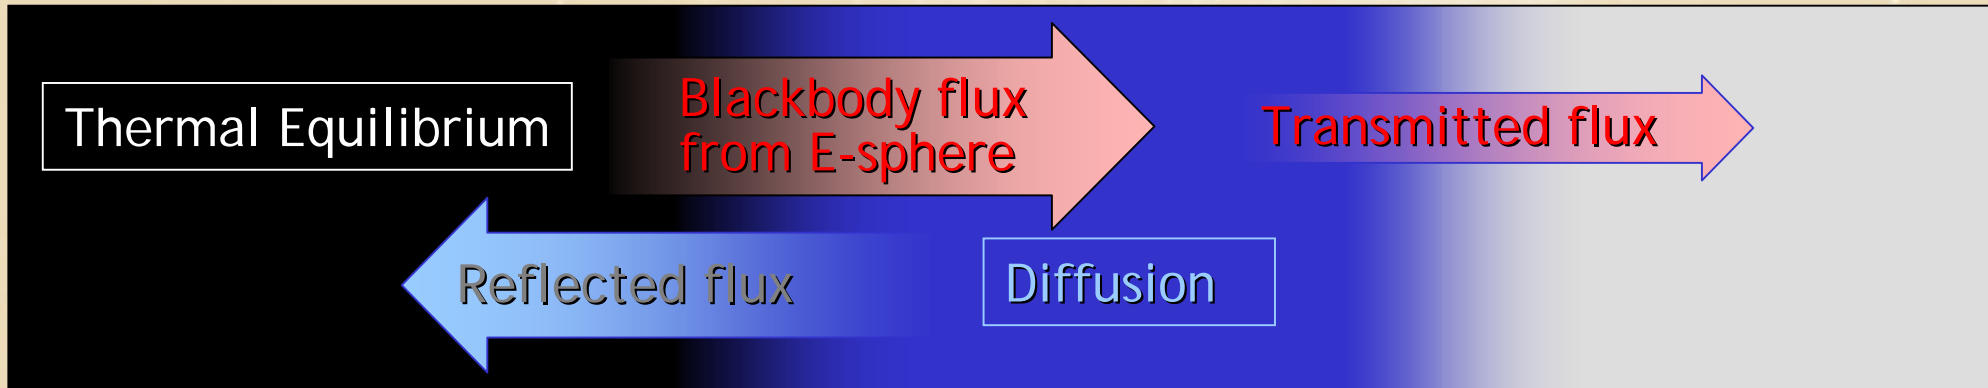 Thermal Equilibrium
Blackbody flux
from E-sphere
Transmitted flux
Reflected flux
Diffusion